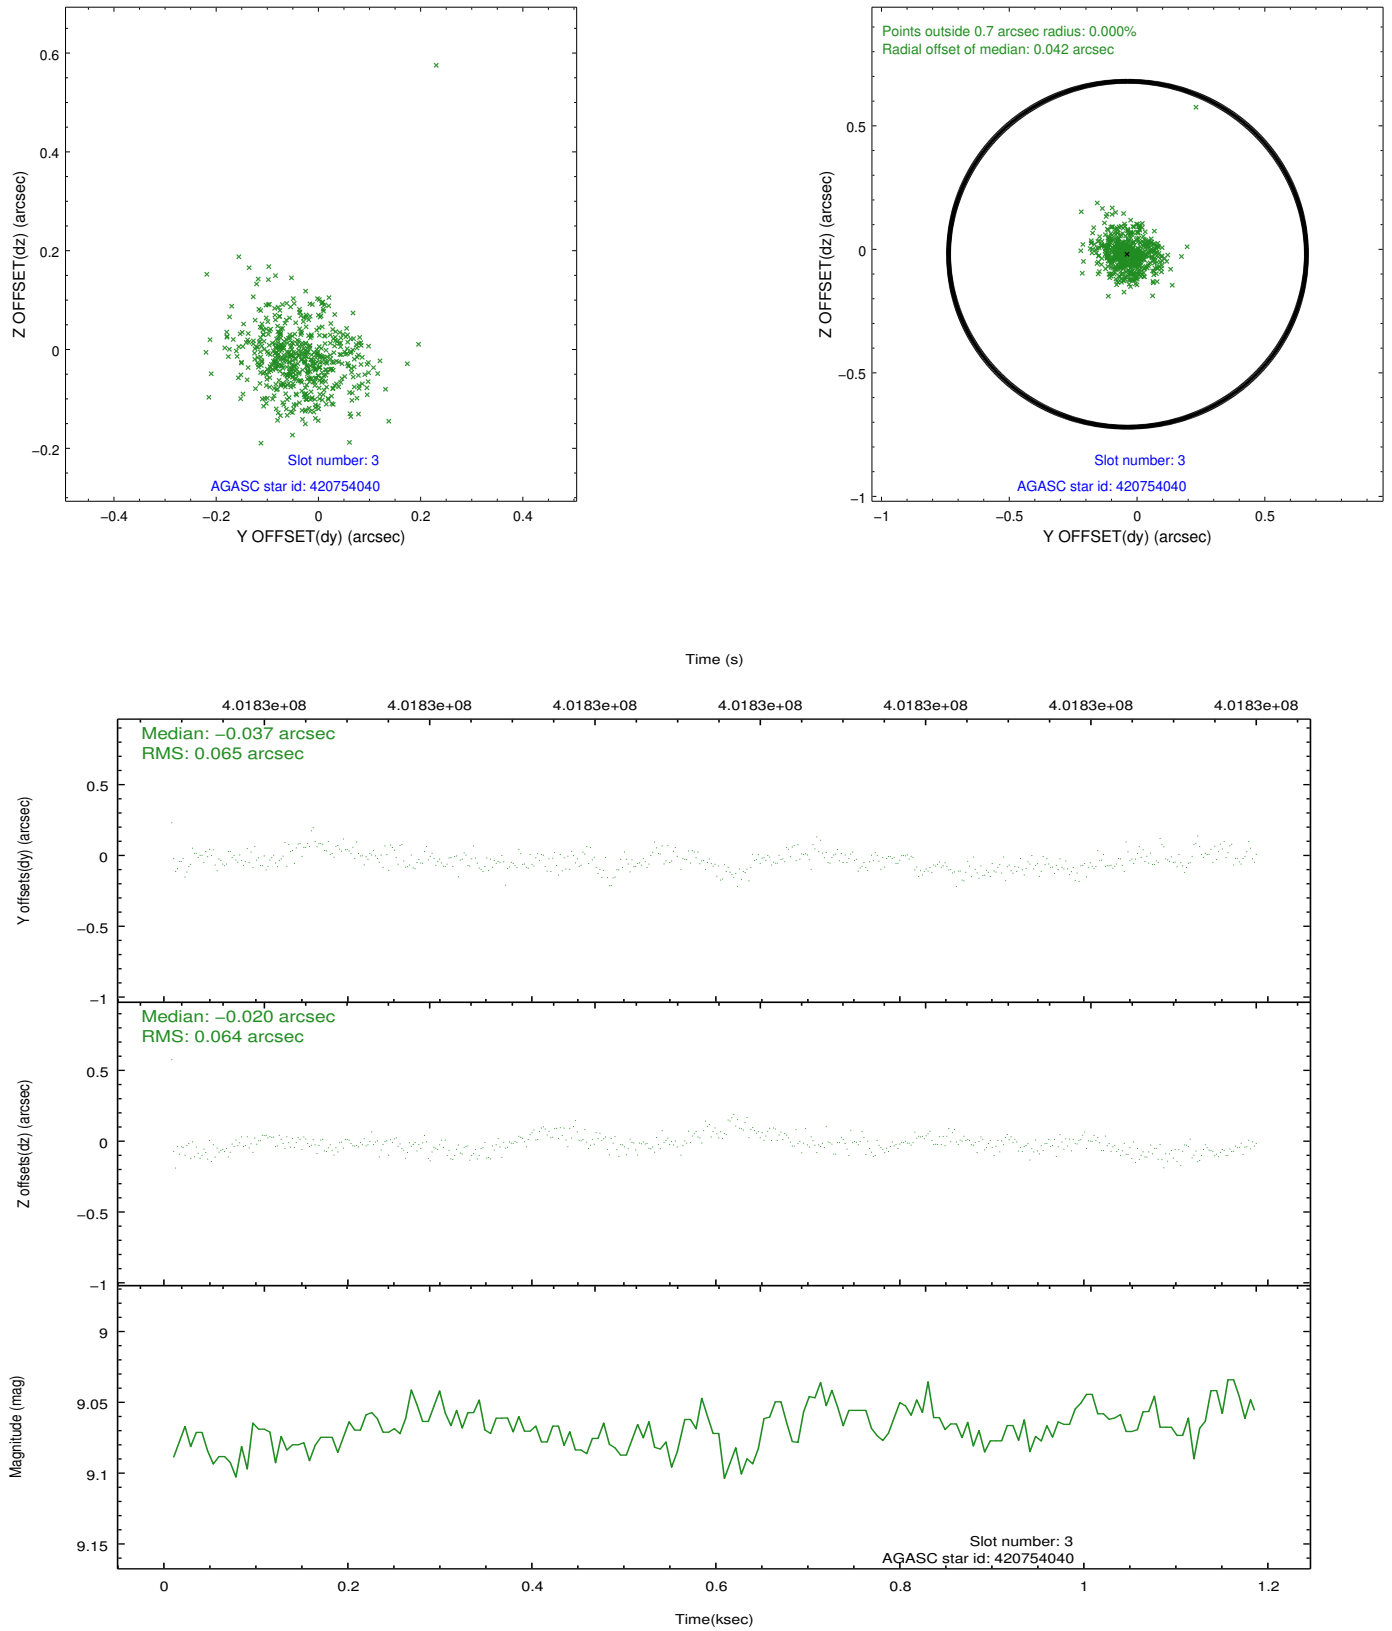 0.6
0.4
0.2
0
−0.2
Z OFFSET(dz) (arcsec)
Slot number: 3
AGASC star id: 420754040
−0.4 −0.2 0 0.2 0.4
Y OFFSET(dy) (arcsec)
Points outside 0.7 arcsec radius: 0.000%
Radial offset of median: 0.042 arcsec
0.5
0
−0.5
−1
Z OFFSET(dz) (arcsec)
Slot number: 3
AGASC star id: 420754040
−1 −0.5 0 0.5
Y OFFSET(dy) (arcsec)
Time (s)
4.0183e+08 4.0183e+08 4.0183e+08 4.0183e+08 4.0183e+08 4.0183e+08 4.0183e+08
Median: −0.037 arcsec
RMS: 0.065 arcsec
0.5
0
−0.5
−1
Y offsets(dy) (arcsec)
Median: −0.020 arcsec
RMS: 0.064 arcsec
0.5
0
−0.5
−1
Z offsets(dz) (arcsec)
9
9.05
9.1
9.15
Magnitude (mag)
Slot number: 3
AGASC star id: 420754040
0 0.2 0.4 0.6 0.8 1 1.2
Time(ksec)